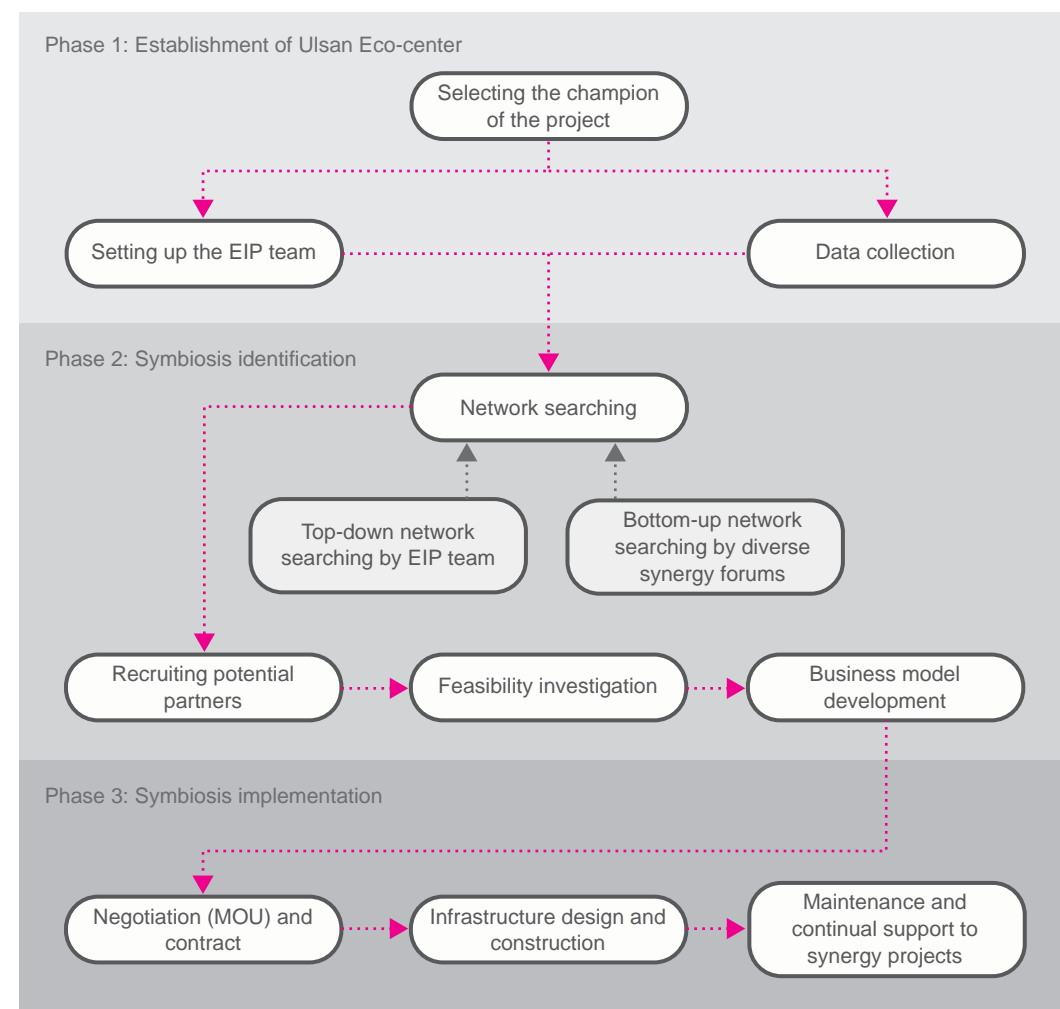 Phase 1: Establishment of Ulsan Eco-center
Selecting the champion
of the project
Setting up the EIP team
Data collection
Phase 2: Symbiosis identification
Network searching
Top-down network
searching by EIP team
Bottom-up network
searching by diverse
synergy forums
Recruiting potential
partners
Feasibility investigation
Business model
development
Phase 3: Symbiosis implementation
Negotiation (MOU) and
contract
Infrastructure design and
construction
Maintenance and
continual support to
synergy projects